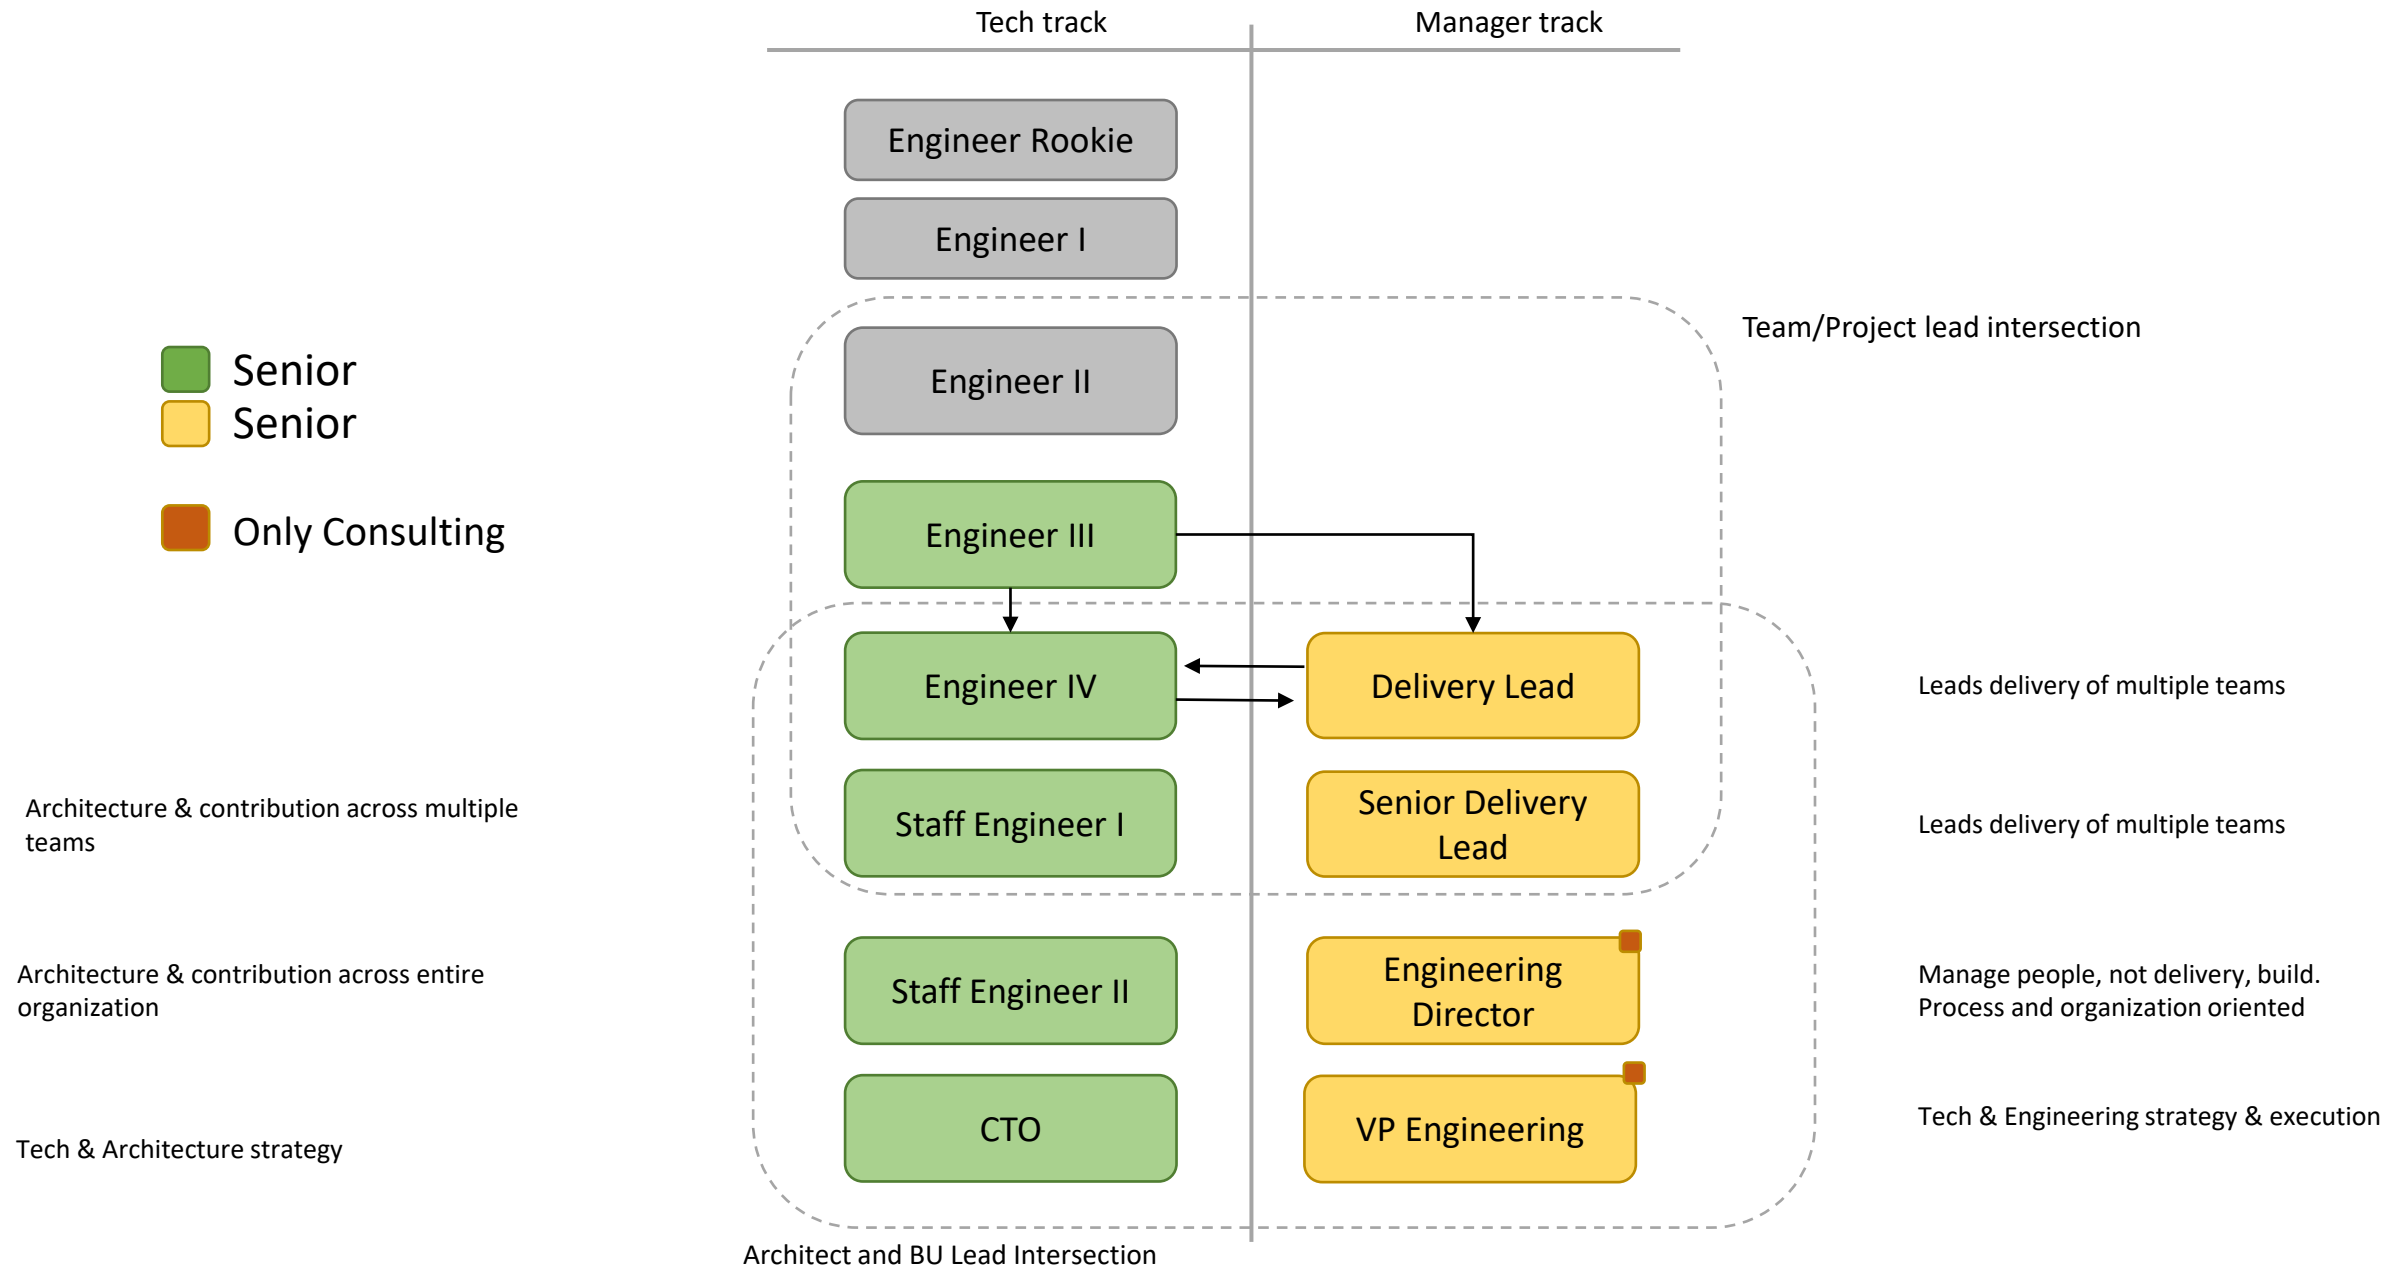 Tech track
Manager track
Engineer Rookie
Engineer I
Team/Project lead intersection
Engineer II
Senior
Senior
Only Consulting
Engineer III
Engineer IV
Delivery Lead
Leads delivery of multiple teams
Architecture & contribution across multiple
teams
Staff Engineer I
Senior Delivery
Lead
Leads delivery of multiple teams
Architecture & contribution across entire
organization
Staff Engineer II
Engineering
Director
Manage people, not delivery, build.
Process and organization oriented
Tech & Architecture strategy
CTO
VP Engineering
Tech & Engineering strategy & execution
Architect and BU Lead Intersection